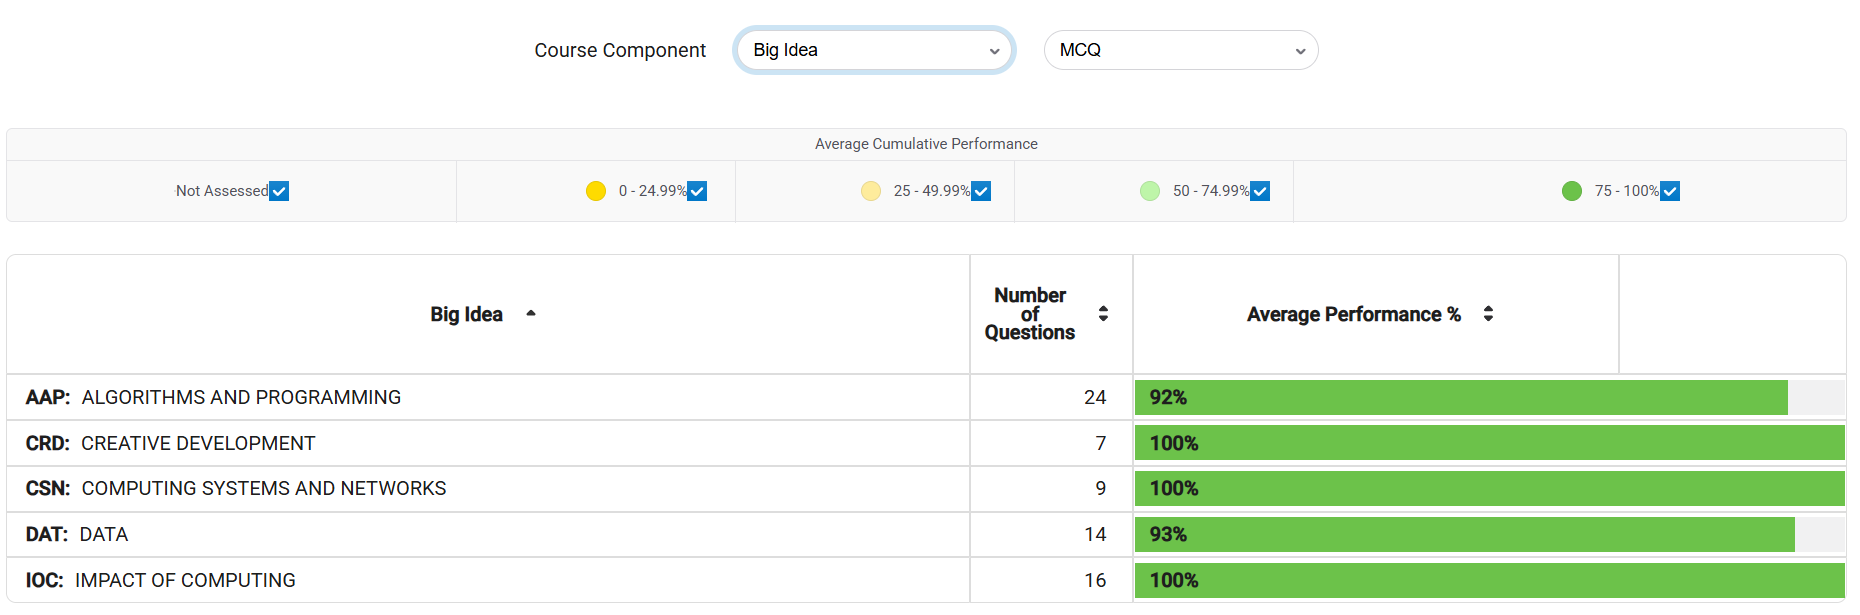 Course Component Big Idea MCQ
Average Cumulative Performance
Not Assessed 0 - 24.99% 25 - 49.99% 50 - 74.99% 75 - 100%
Big Idea Number of Questions Average Performance %
AAP: ALGORITHMS AND PROGRAMMING 24 92%
CRD: CREATIVE DEVELOPMENT 7 100%
CSN: COMPUTING SYSTEMS AND NETWORKS 9 100%
DAT: DATA 14 93%
IOC: IMPACT OF COMPUTING 16 100%